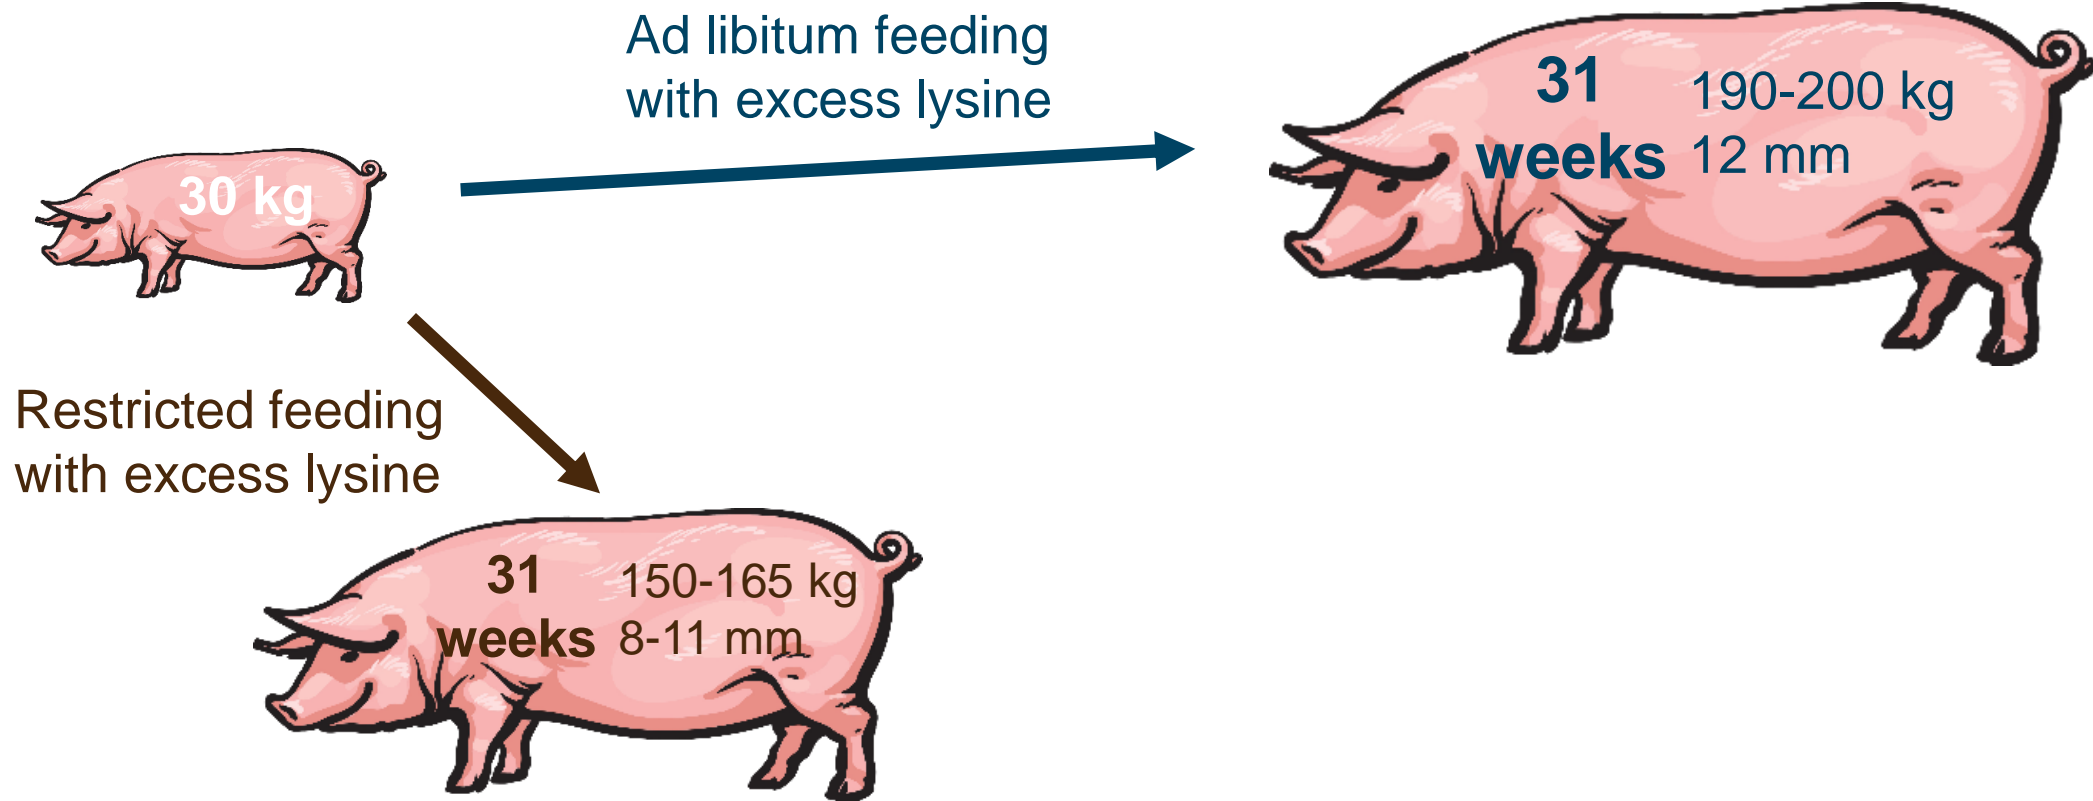 Ad libitum feeding
with excess lysine
31
weeks
190-200 kg
12 mm
30 kg
Restricted feeding
with excess lysine
31
weeks
150-165 kg
8-11 mm